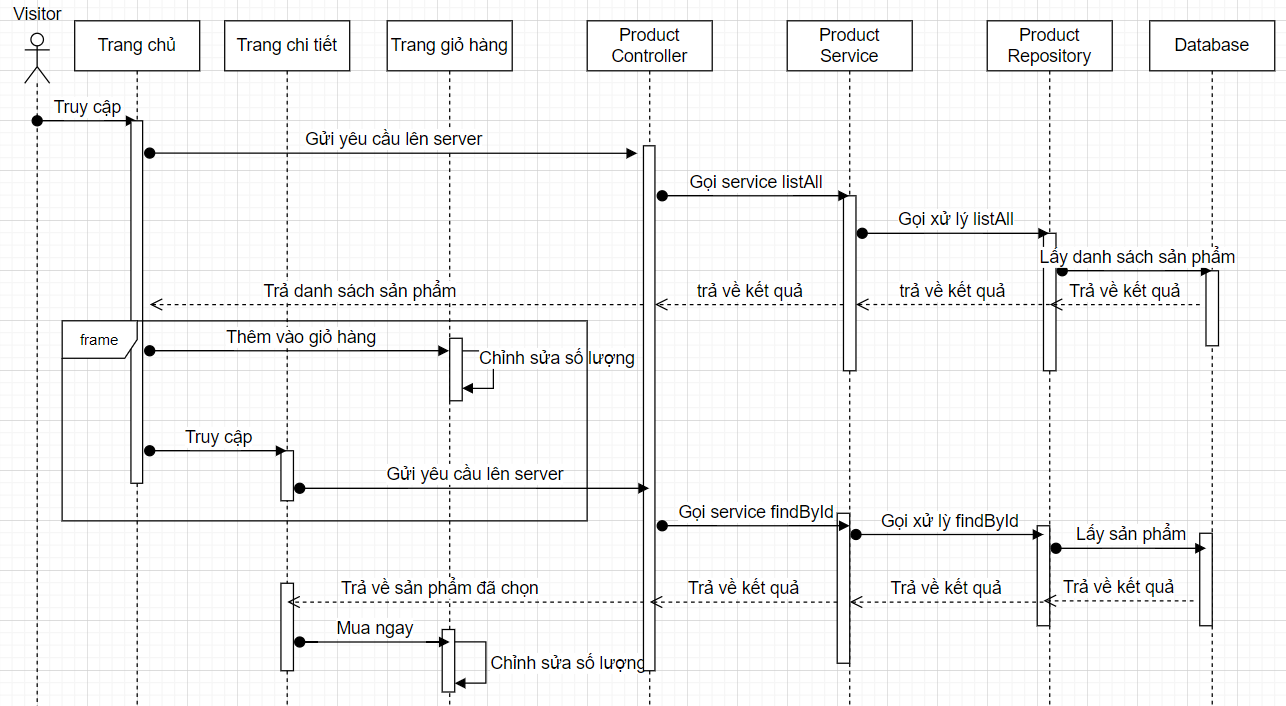 Visitor
Trang chủ
Trang chi tiết
Trang giỏ hàng
Product
Controller
Product
Service
Product
Repository
Database
Truy cập
Gửi yêu cầu lên server
Gọi service listAll
Gọi xử lý listAll
Lấy danh sách sản phẩm
Trả danh sách sản phẩm
trả về kết quả
trả về kết quả
Trả về kết quả
frame
Thêm vào giỏ hàng
Chỉnh sửa số lượng
Truy cập
Gửi yêu cầu lên server
Gọi service findById
Gọi xử lỳ findById
Lấy sản phẩm
Trả về sản phẩm đã chọn
Trả về kết quả
Trả về kết quả
Trả về kết quả
Mua ngay
Chỉnh sửa số lượng